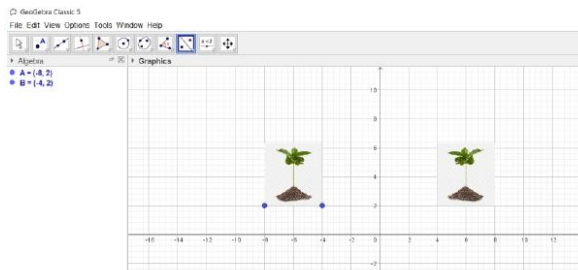 GeoGebra Classic 5
File Edit View Options Tools Window Help
a=2
Algebra
Graphics
A = (-8, 2)
B = (-4, 2)
10
8
6
4
2
-16 -14 -12 -10 -8 -6 -4 -2 0 2 4 6 8 10 12
-2